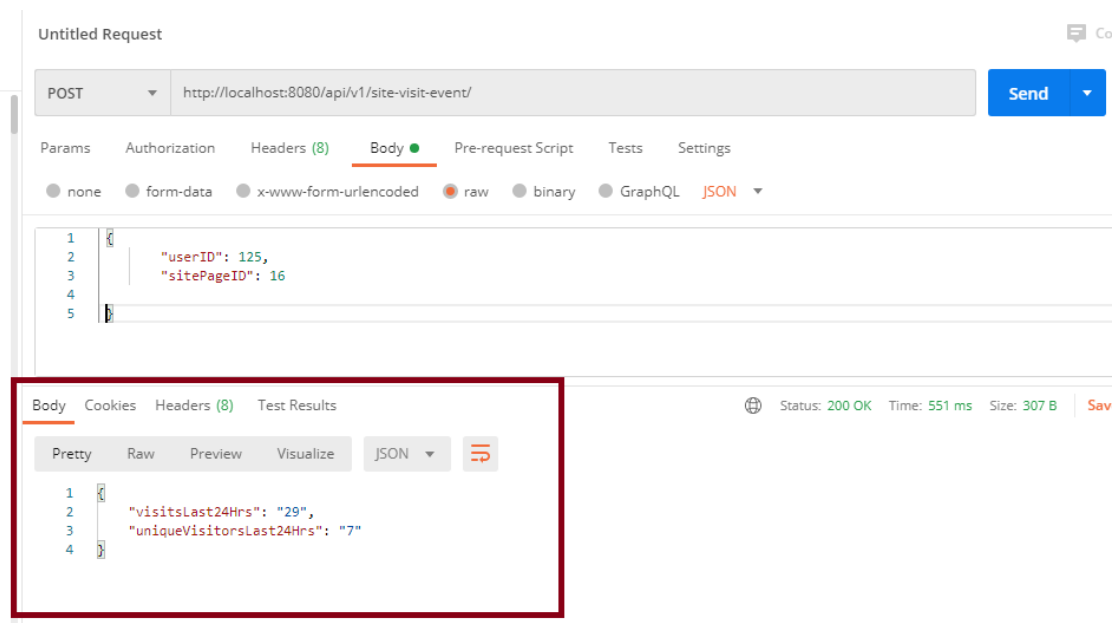 Untitled Request
Co
POST http://localhost:8080/api/v1/site-visit-event/ Send
Params Authorization Headers (8) Body Pre-request Script Tests Settings
none form-data x-www-form-urlencoded raw binary GraphQL JSON
1 {
2 "userID": 125,
3 "sitePageID": 16
4
5 }
Body Cookies Headers (8) Test Results Status: 200 OK Time: 551 ms Size: 307 B Sav
Pretty Raw Preview Visualize JSON
1 {
2 "visitsLast24Hrs": "29",
3 "uniqueVisitorsLast24Hrs": "7"
4 }